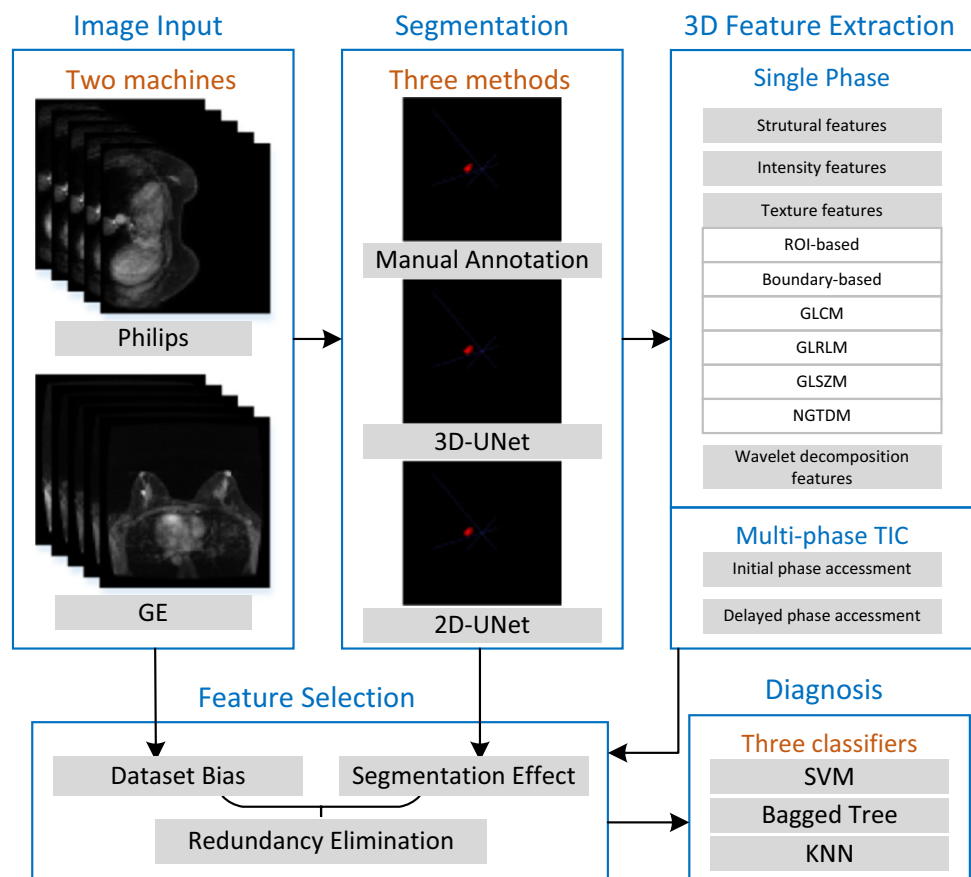 Image Input
Two machines
Philips
GE
Segmentation
Three methods
Manual Annotation
3D-UNet
2D-UNet
3D Feature Extraction
Single Phase
Strutural features
Intensity features
Texture features
ROI-based
Boundary-based
GLCM
GLRLM
GLSZM
NGTDM
Wavelet decomposition
features
Multi-phase TIC
Initial phase accessment
Delayed phase accessment
Feature Selection
Dataset Bias
Segmentation Effect
Redundancy Elimination
Diagnosis
Three classifiers
SVM
Bagged Tree
KNN